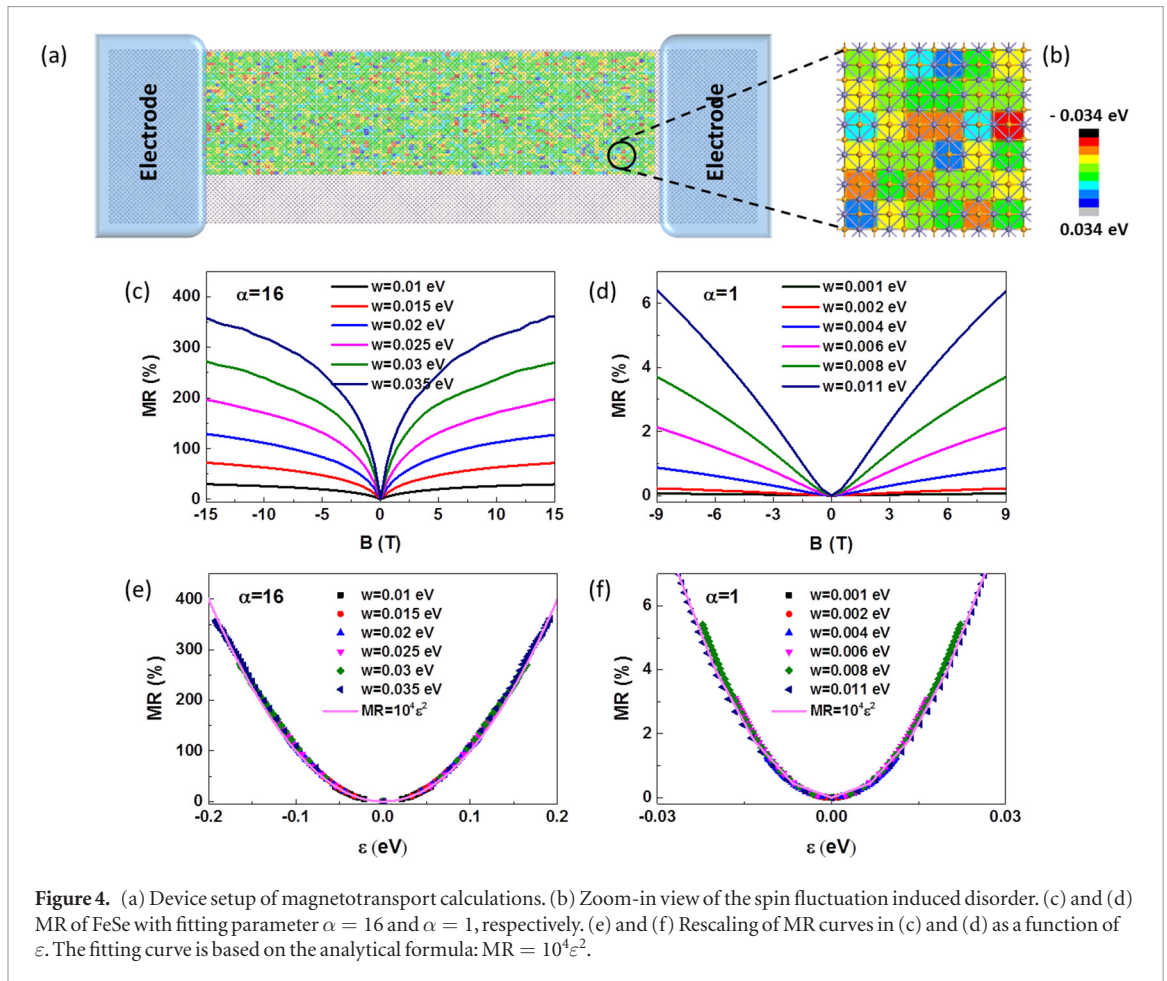 (a)
Electrode
Electrode
(b)
- 0.034 eV
0.034 eV
(c)
α=16
w=0.01 eV
w=0.015 eV
w=0.02 eV
w=0.025 eV
w=0.03 eV
w=0.035 eV
MR (%)
400
300
200
100
0
-15 -10 -5 0 5 10 15
B (T)
(d)
α=1
w=0.001 eV
w=0.002 eV
w=0.004 eV
w=0.006 eV
w=0.008 eV
w=0.011 eV
MR (%)
6
4
2
0
-9 -6 -3 0 3 6 9
B (T)
(e)
α=16
w=0.01 eV
w=0.015 eV
w=0.02 eV
w=0.025 eV
w=0.03 eV
w=0.035 eV
MR=10⁴ε²
MR (%)
400
300
200
100
0
-0.2 -0.1 0.0 0.1 0.2
ε (eV)
(f)
α=1
w=0.001 eV
w=0.002 eV
w=0.004 eV
w=0.006 eV
w=0.008 eV
w=0.011 eV
MR=10⁴ε²
MR (%)
6
4
2
0
-0.03 0.00 0.03
ε (eV)
Figure 4. (a) Device setup of magnetotransport calculations. (b) Zoom-in view of the spin fluctuation induced disorder. (c) and (d)
MR of FeSe with fitting parameter α = 16 and α = 1, respectively. (e) and (f) Rescaling of MR curves in (c) and (d) as a function of
ε. The fitting curve is based on the analytical formula: MR = 10⁴ε².